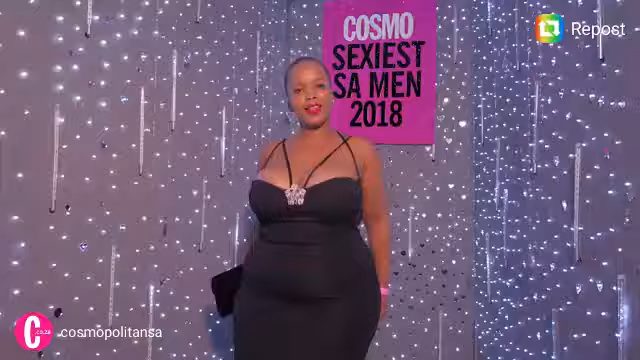 Repost
COSMO
SEXIEST
SA MEN
2018
C
.co.za
cosmopolitansa